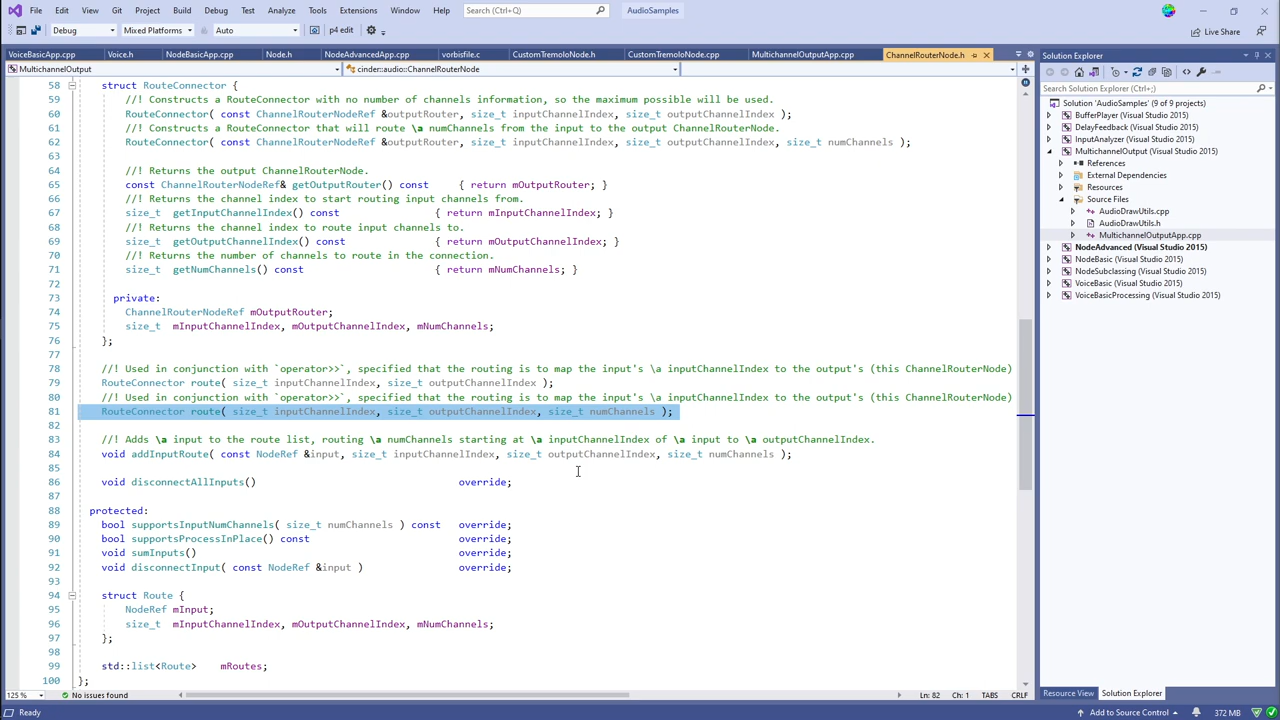 File Edit View Git Project Build Debug Test Analyze Tools Extensions Window Help Search (Ctrl+;) AudioSamples
Debug Mixed Platforms Auto p4 edit Live Share
VoiceBasicApp.cpp Voice.h NodeBasicApp.cpp Node.h NodeAdvancedApp.cpp vorbisfile.c CustomTremoloNode.h CustomTremoloNode.cpp MultichannelOutputApp.cpp ChannelRouterNode.h
MultichannelOutput cinder::audio::ChannelRouterNode
58 struct RouteConnector {
59 //! Constructs a RouteConnector with no number of channels information, so the maximum possible will be used.
60 RouteConnector( const ChannelRouterNodeRef &outputRouter, size_t inputChannelIndex, size_t outputChannelIndex );
61 //! Constructs a RouteConnector that will route \a numChannels from the input to the output ChannelRouterNode.
62 RouteConnector( const ChannelRouterNodeRef &outputRouter, size_t inputChannelIndex, size_t outputChannelIndex, size_t numChannels );
63
64 //! Returns the output ChannelRouterNode.
65 const ChannelRouterNodeRef& getOutputRouter() const { return mOutputRouter; }
66 //! Returns the channel index to start routing input channels from.
67 size_t getInputChannelIndex() const { return mInputChannelIndex; }
68 //! Returns the channel index to route input channels to.
69 size_t getOutputChannelIndex() const { return mOutputChannelIndex; }
70 //! Returns the number of channels to route in the connection.
71 size_t getNumChannels() const { return mNumChannels; }
72
73 private:
74 ChannelRouterNodeRef mOutputRouter;
75 size_t mInputChannelIndex, mOutputChannelIndex, mNumChannels;
76 };
77
78 //! Used in conjunction with `operator>>`, specified that the routing is to map the input's \a inputChannelIndex to the output's (this ChannelRouterNode)
79 RouteConnector route( size_t inputChannelIndex, size_t outputChannelIndex );
80 //! Used in conjunction with `operator>>`, specified that the routing is to map the input's \a inputChannelIndex to the output's (this ChannelRouterNode)
81 RouteConnector route( size_t inputChannelIndex, size_t outputChannelIndex, size_t numChannels );
82
83 //! Adds \a input to the route list, routing \a numChannels starting at \a inputChannelIndex of \a input to \a outputChannelIndex.
84 void addInputRoute( const NodeRef &input, size_t inputChannelIndex, size_t outputChannelIndex, size_t numChannels );
85
86 void disconnectAllInputs() override;
87
88 protected:
89 bool supportsInputNumChannels( size_t numChannels ) const override;
90 bool supportsProcessInPlace() const override;
91 void sumInputs() override;
92 void disconnectInput( const NodeRef &input ) override;
93
94 struct Route {
95 NodeRef mInput;
96 size_t mInputChannelIndex, mOutputChannelIndex, mNumChannels;
97 };
98
99 std::list<Route> mRoutes;
100 };
125 % No issues found Ln: 82 Ch: 1 TABS CRLF
Solution Explorer
Search Solution Explorer (Ctrl+;)
Solution 'AudioSamples' (9 of 9 projects)
BufferPlayer (Visual Studio 2015)
DelayFeedback (Visual Studio 2015)
InputAnalyzer (Visual Studio 2015)
MultichannelOutput (Visual Studio 2015)
References
External Dependencies
Resources
Source Files
AudioDrawUtils.cpp
AudioDrawUtils.h
MultichannelOutputApp.cpp
NodeAdvanced (Visual Studio 2015)
NodeBasic (Visual Studio 2015)
NodeSubclassing (Visual Studio 2015)
VoiceBasic (Visual Studio 2015)
VoiceBasicProcessing (Visual Studio 2015)
Resource View Solution Explorer
Ready Add to Source Control 372 MB